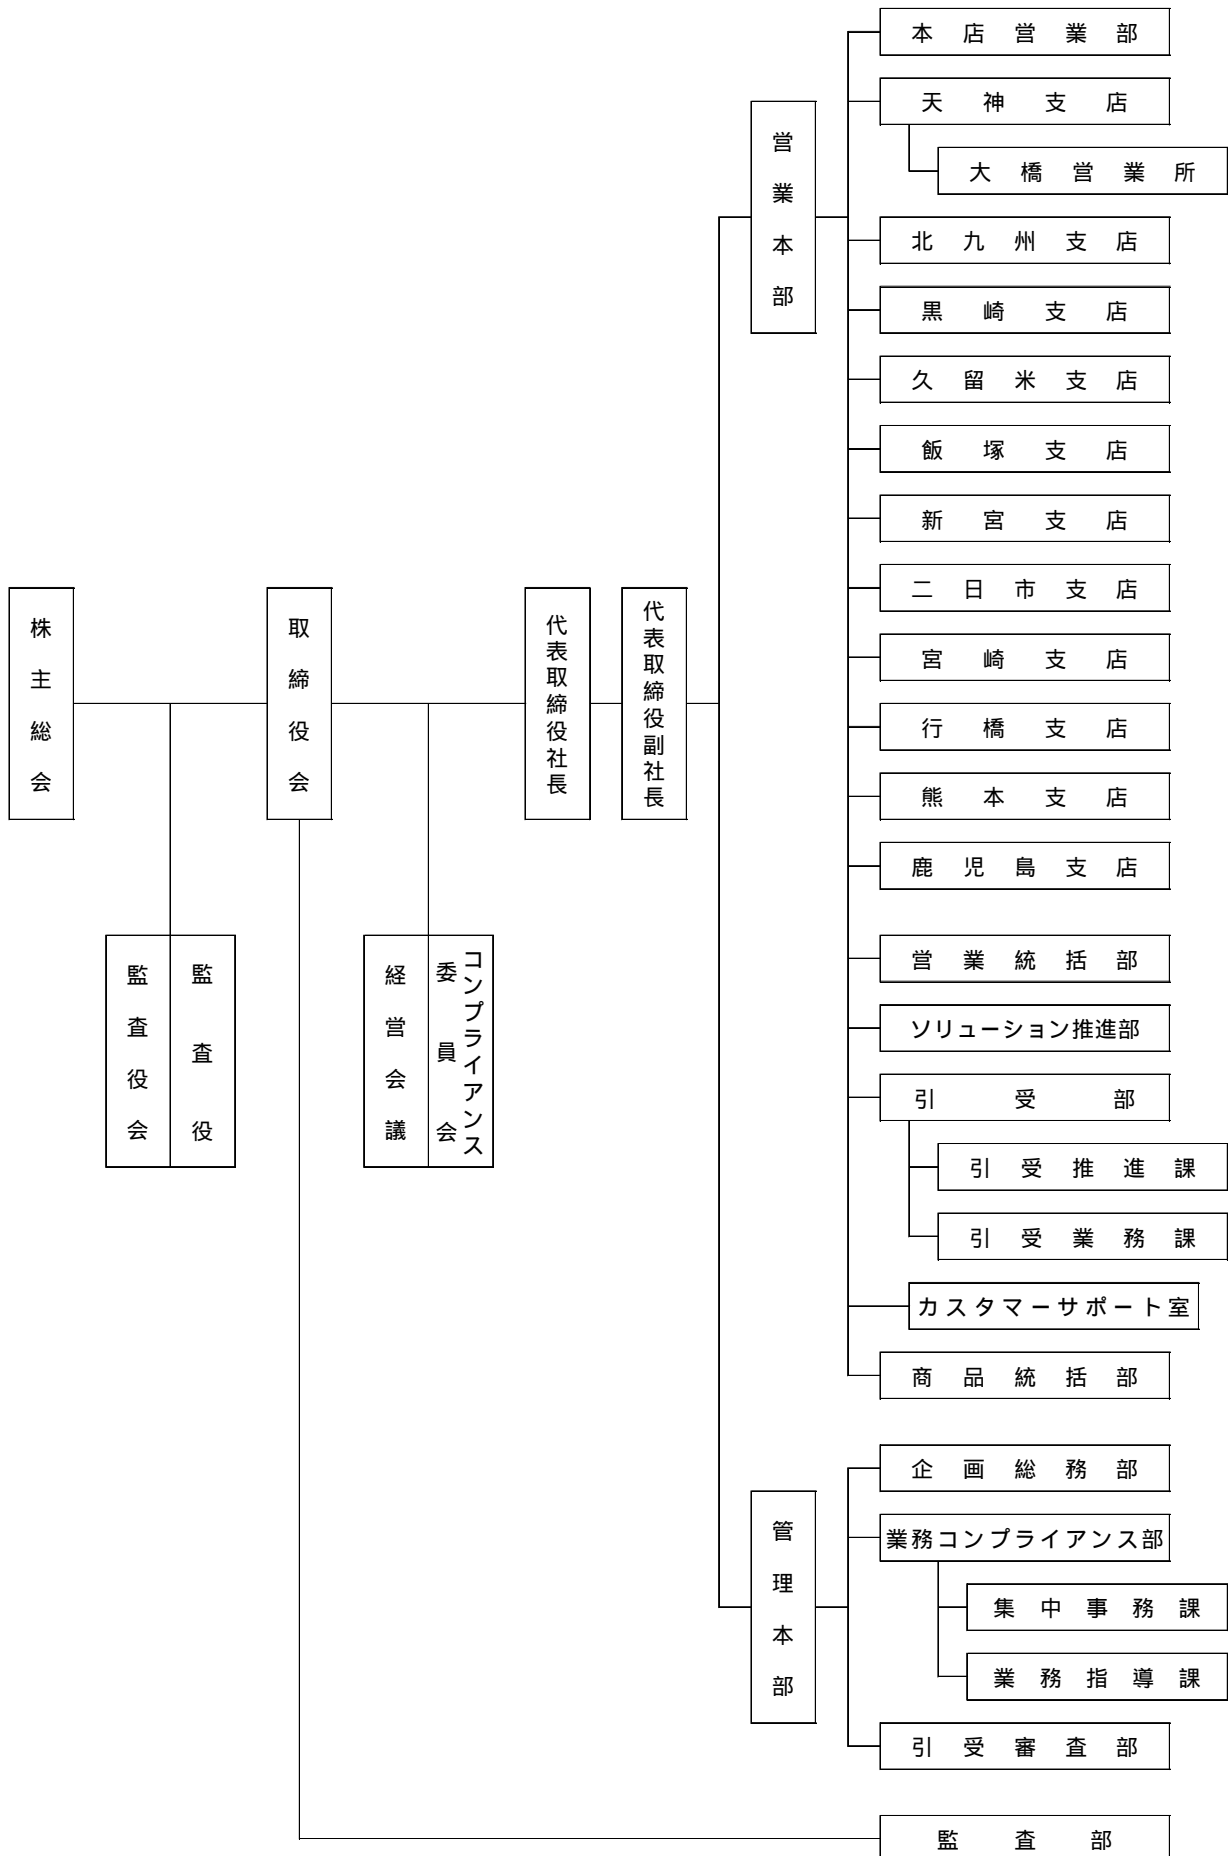 株主総会
監査役会
監査役
取締役会
経営会議
コンプライアンス
委員会
代表取締役社長
代表取締役副社長
営業本部
本店営業部
天神支店
大橋営業所
北九州支店
黒崎支店
久留米支店
飯塚支店
新宮支店
二日市支店
宮崎支店
行橋支店
熊本支店
鹿児島支店
営業統括部
ソリューション推進部
引受部
引受推進課
引受業務課
カスタマーサポート室
商品統括部
管理本部
企画総務部
業務コンプライアンス部
集中事務課
業務指導課
引受審査部
監査部